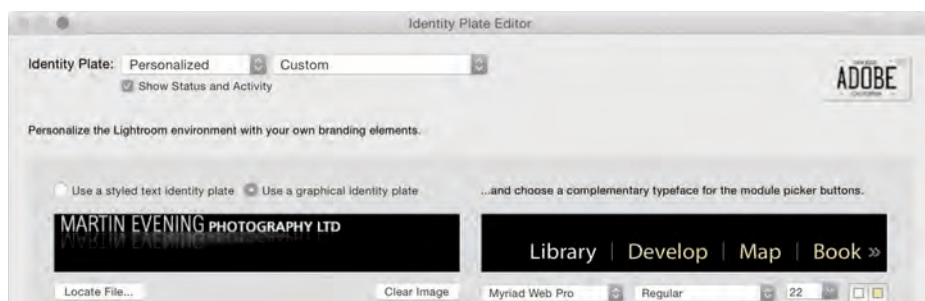 Identity Plate Editor
Identity Plate: Personalized Custom
Show Status and Activity
ADOBE
CALIFORNIA
Personalize the Lightroom environment with your own branding elements.
Use a styled text identity plate Use a graphical identity plate ...and choose a complementary typeface for the module picker buttons.
MARTIN EVENING PHOTOGRAPHY LTD
Library | Develop | Map | Book »
Locate File... Clear Image Myriad Web Pro Regular 22